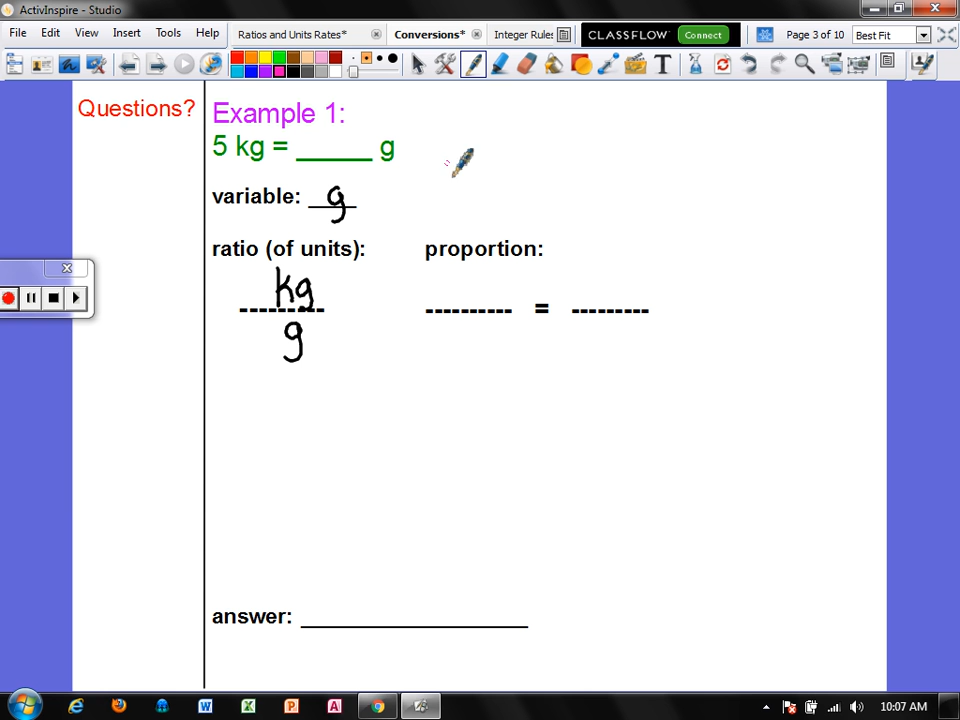 ActivInspire - Studio
File Edit View Insert Tools Help
Ratios and Units Rates* Conversions* Integer Rules CLASSFLOW Connect Page 3 of 10 Best Fit
Questions?
Example 1:
5 kg = _____ g
variable: g
ratio (of units): proportion:
kg
---------- ---------- = ---------
g
answer: ___________________
10:07 AM